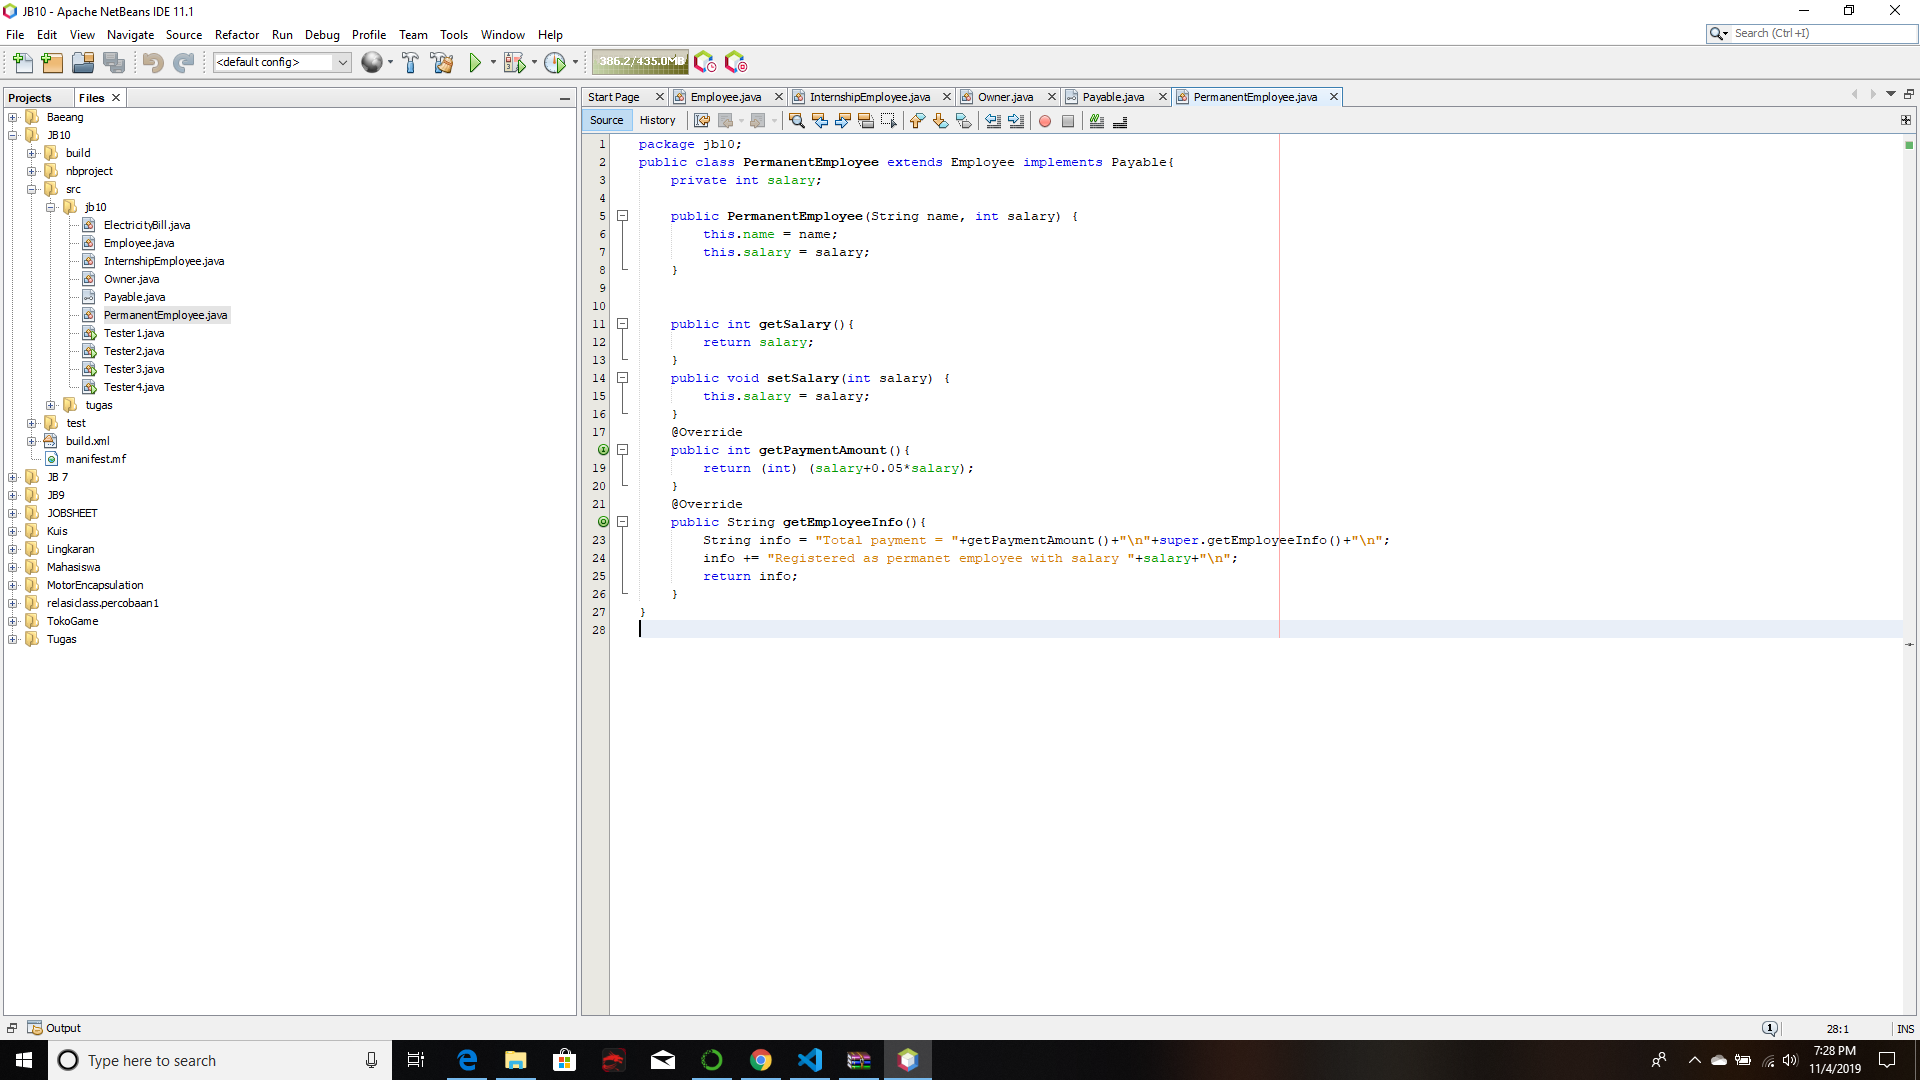 JB10 - Apache NetBeans IDE 11.1
File Edit View Navigate Source Refactor Run Debug Profile Team Tools Window Help
Search (Ctrl+I)
<default config>
386.2/435.0MB
Projects Files
Start Page Employee.java InternshipEmployee.java Owner.java Payable.java PermanentEmployee.java
Source History
Baeang
JB10
build
nbproject
src
jb10
ElectricityBill.java
Employee.java
InternshipEmployee.java
Owner.java
Payable.java
PermanentEmployee.java
Tester1.java
Tester2.java
Tester3.java
Tester4.java
tugas
test
build.xml
manifest.mf
JB 7
JB9
JOBSHEET
Kuis
Lingkaran
Mahasiswa
MotorEncapsulation
relasiclass.percobaan1
TokoGame
Tugas
1 package jb10;
2 public class PermanentEmployee extends Employee implements Payable{
3 private int salary;
4
5 public PermanentEmployee(String name, int salary) {
6 this.name = name;
7 this.salary = salary;
8 }
9
10
11 public int getSalary(){
12 return salary;
13 }
14 public void setSalary(int salary) {
15 this.salary = salary;
16 }
17 @Override
public int getPaymentAmount(){
19 return (int) (salary+0.05*salary);
20 }
21 @Override
public String getEmployeeInfo(){
23 String info = "Total payment = "+getPaymentAmount()+"\n"+super.getEmployeeInfo()+"\n";
24 info += "Registered as permanet employee with salary "+salary+"\n";
25 return info;
26 }
27 }
28
Output
1
28:1
INS
Type here to search
7:28 PM
11/4/2019